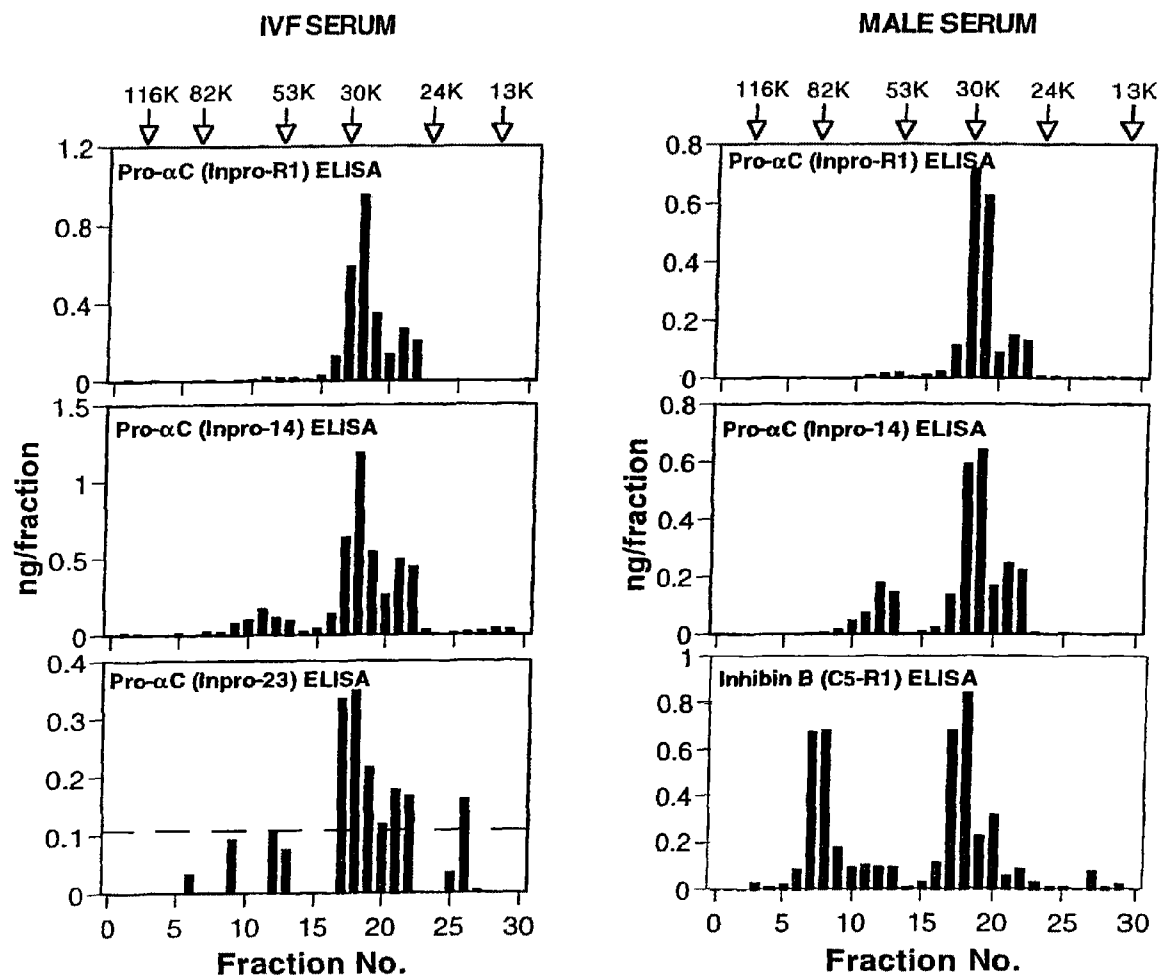 IVF SERUM
116K 82K 53K 30K 24K 13K
1.2
Pro-αC (Inpro-R1) ELISA
0.8
0.4
0
1.5
Pro-αC (Inpro-14) ELISA
1
0.5
0
ng/fraction
0.4
Pro-αC (Inpro-23) ELISA
0.3
0.2
0.1
0
0 5 10 15 20 25 30
Fraction No.
MALE SERUM
116K 82K 53K 30K 24K 13K
0.8
Pro-αC (Inpro-R1) ELISA
0.6
0.4
0.2
0
0.8
Pro-αC (Inpro-14) ELISA
0.6
0.4
0.2
0
ng/fraction
1
Inhibin B (C5-R1) ELISA
0.8
0.6
0.4
0.2
0
0 5 10 15 20 25 30
Fraction No.